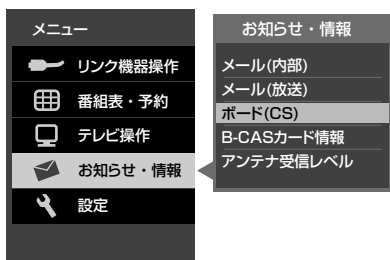 メニュー
リンク機器操作
番組表・予約
テレビ操作
お知らせ・情報
設定
お知らせ・情報
メール(内部)
メール(放送)
ボード(CS)
B-CASカード情報
アンテナ受信レベル